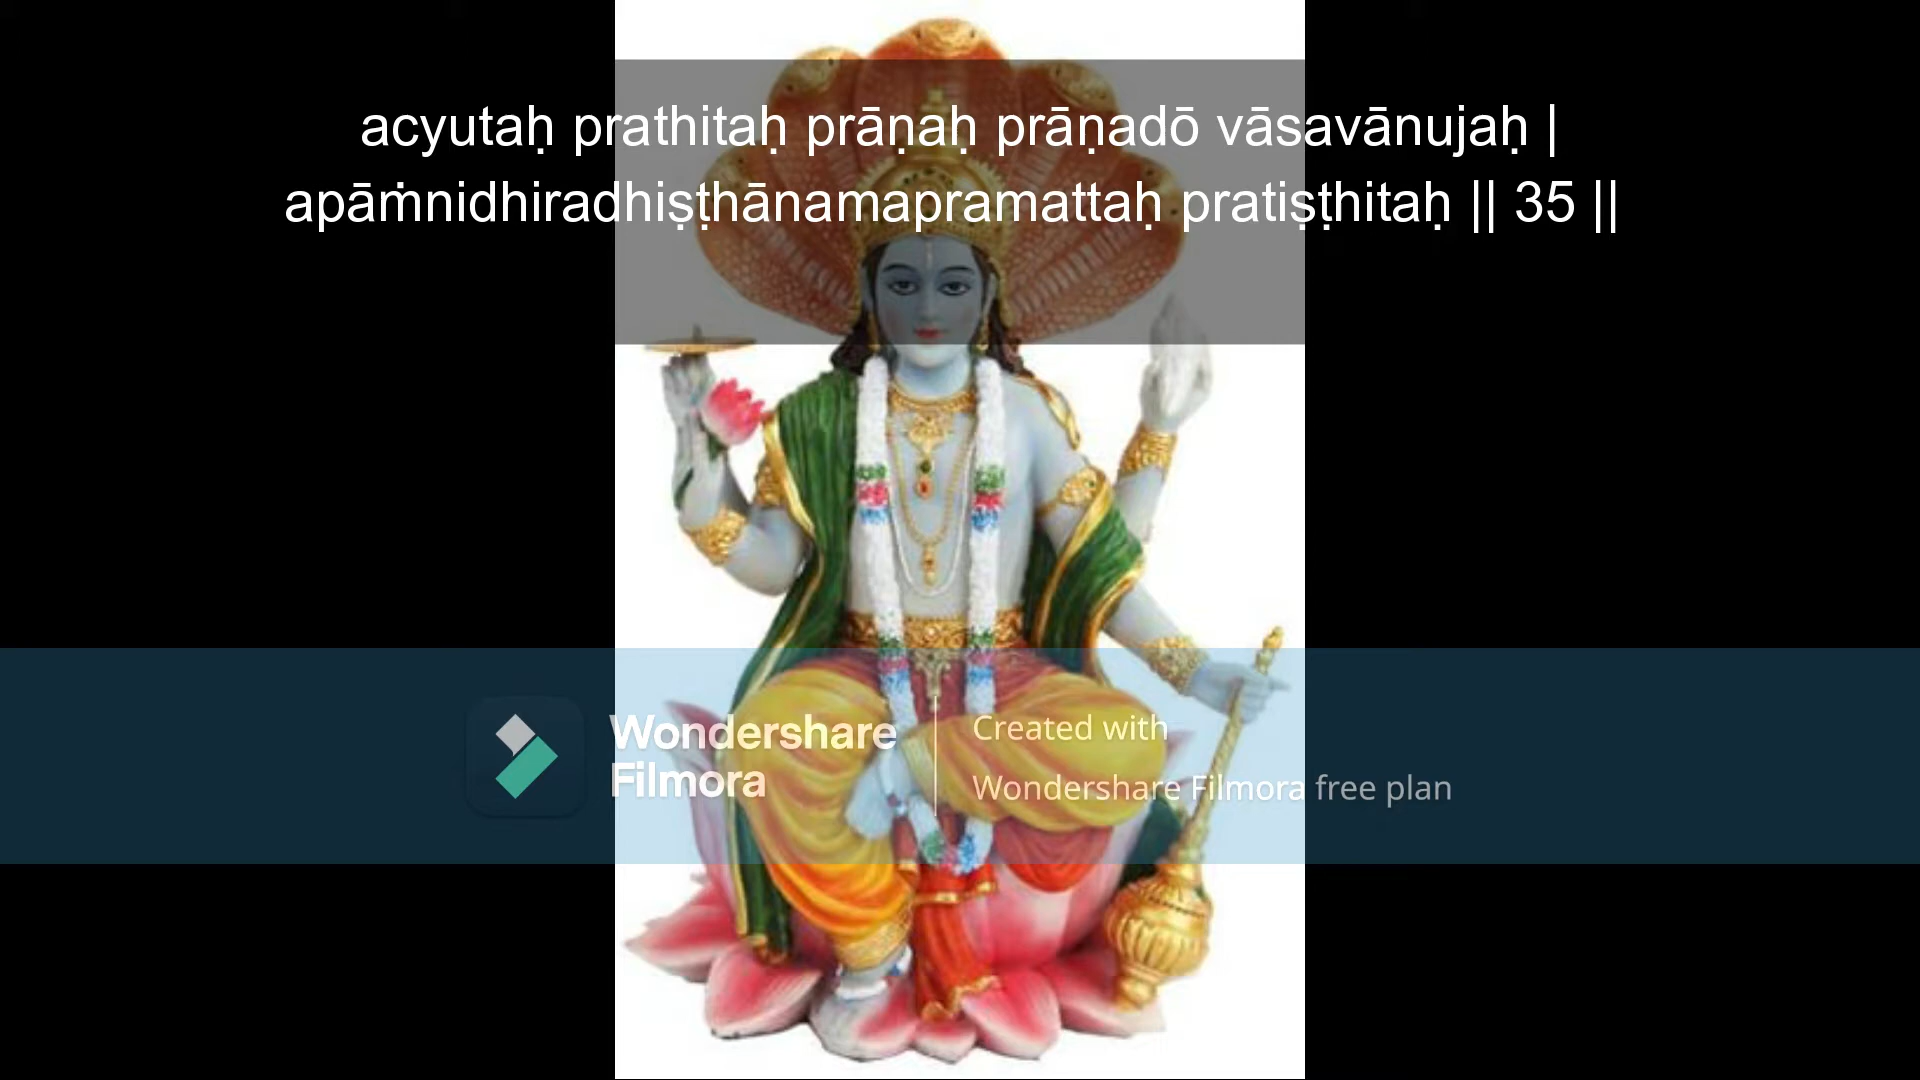 acyutaḥ prathitaḥ prāṇaḥ prāṇadō vāsavānujaḥ |
apāṁnidhiradhiṣṭhānamapramattaḥ pratiṣṭhitaḥ || 35 ||
Wondershare
Filmora
Created with
Wondershare Filmora free plan